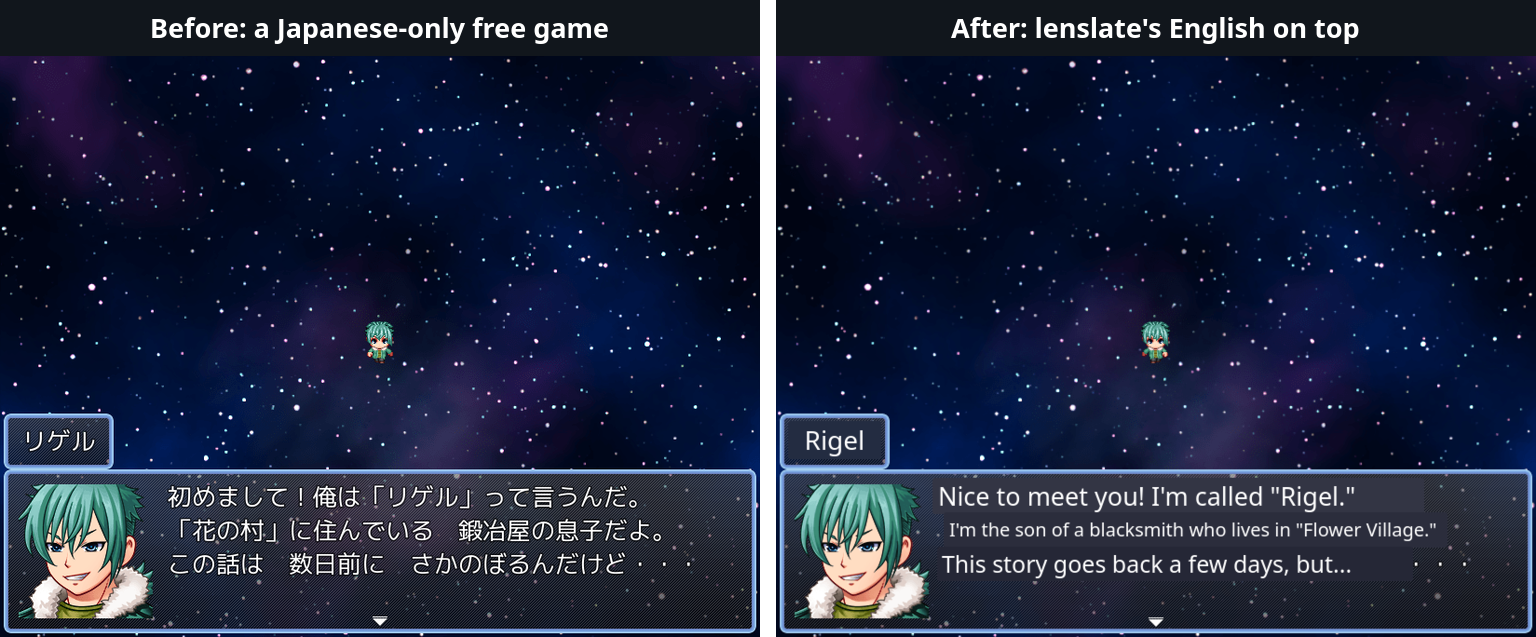 Before: a Japanese-only free game
リゲル
初めまして！俺は「リゲル」って言うんだ。
「花の村」に住んでいる　鍛冶屋の息子だよ。
この話は　数日前に　さかのぼるんだけど・・・
After: lenslate's English on top
Rigel
Nice to meet you! I'm called "Rigel."
I'm the son of a blacksmith who lives in "Flower Village."
This story goes back a few days, but... ・・・